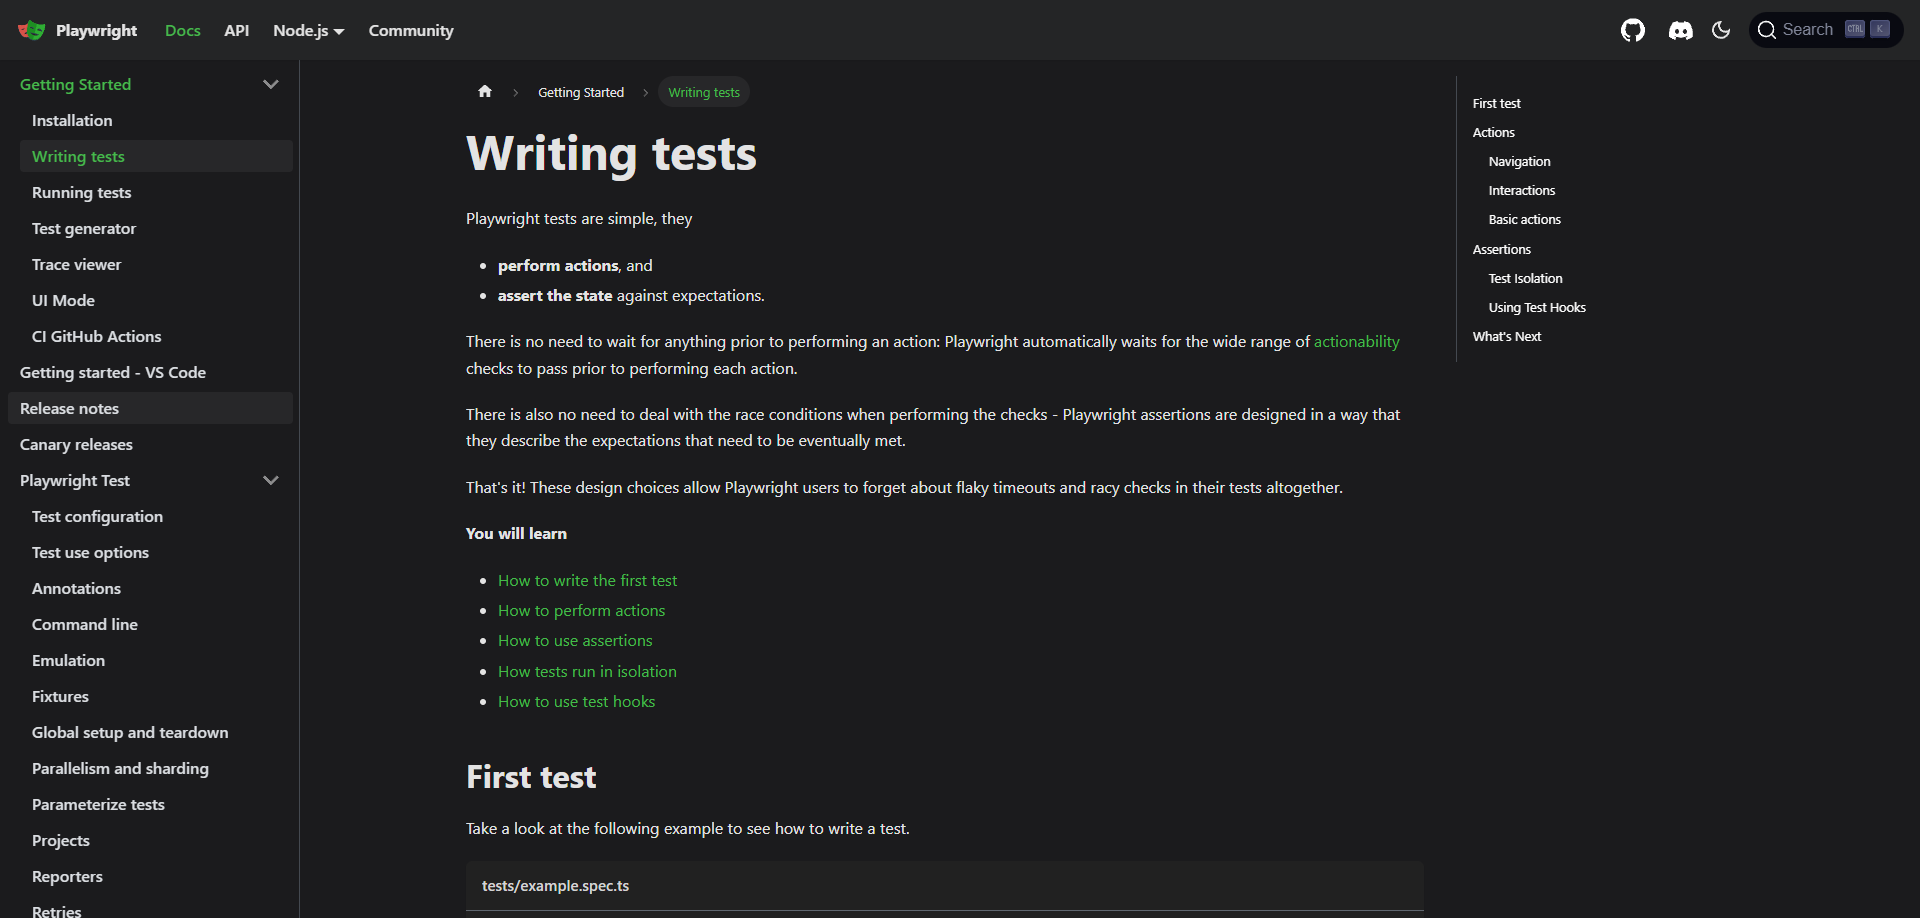 Playwright
Docs
API
Node.js
Community
Search
CTRL
K
Getting Started
Installation
Writing tests
Running tests
Test generator
Trace viewer
UI Mode
CI GitHub Actions
Getting started - VS Code
Release notes
Canary releases
Playwright Test
Test configuration
Test use options
Annotations
Command line
Emulation
Fixtures
Global setup and teardown
Parallelism and sharding
Parameterize tests
Projects
Reporters
Retries
Getting Started
Writing tests
Writing tests
Playwright tests are simple, they
perform actions, and
assert the state against expectations.
There is no need to wait for anything prior to performing an action: Playwright automatically waits for the wide range of actionability
checks to pass prior to performing each action.
There is also no need to deal with the race conditions when performing the checks - Playwright assertions are designed in a way that
they describe the expectations that need to be eventually met.
That's it! These design choices allow Playwright users to forget about flaky timeouts and racy checks in their tests altogether.
You will learn
How to write the first test
How to perform actions
How to use assertions
How tests run in isolation
How to use test hooks
First test
Take a look at the following example to see how to write a test.
tests/example.spec.ts
First test
Actions
Navigation
Interactions
Basic actions
Assertions
Test Isolation
Using Test Hooks
What's Next